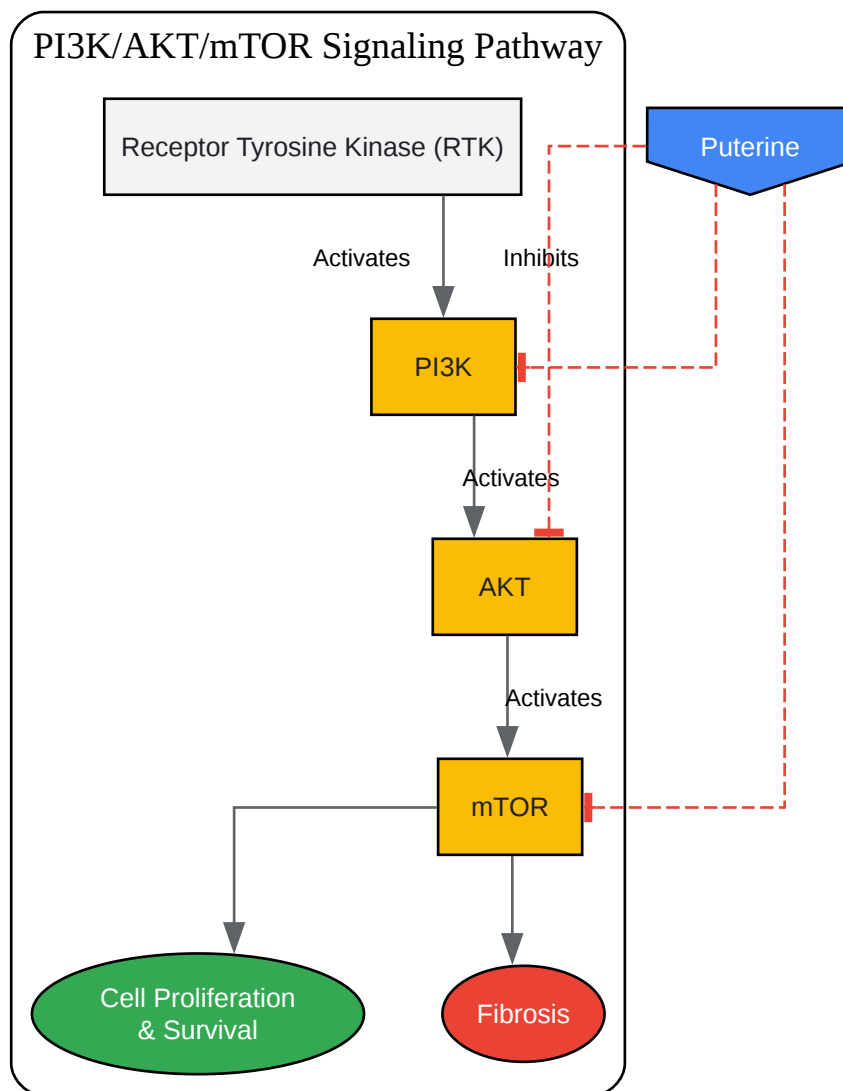 PI3K/AKT/mTOR Signaling Pathway
Receptor Tyrosine Kinase (RTK)
Puterine
Activates
Inhibits
PI3K
Activates
AKT
Activates
mTOR
Cell Proliferation
& Survival
Fibrosis